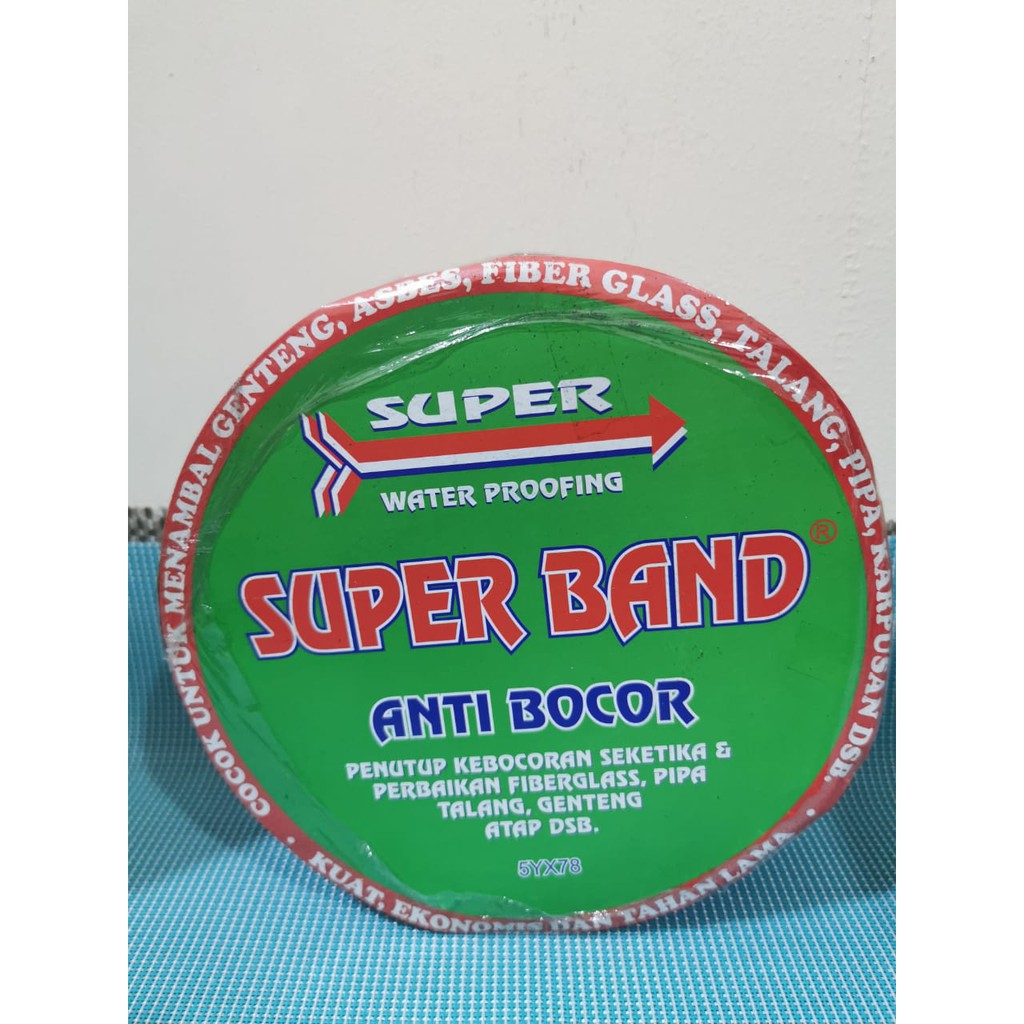 SUPER
WATER PROOFING
SUPER BAND®
ANTI BOCOR
PENUTUP KEBOCORAN SEKETIKA &
PERBAIKAN FIBERGLASS, PIPA
TALANG, GENTENG
ATAP DSB.
5YX78
COCOK UNTUK MENAMBAL GENTENG, ASBES, FIBER GLASS, TALANG, PIPA, KARPUSAN DSB.
• KUAT, EKONOMIS DAN TAHAN LAMA •